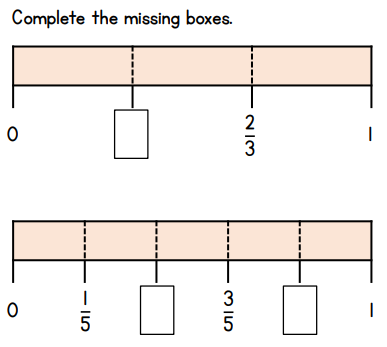 Complete the missing boxes.
0 2/3 1
0 1/5 3/5 1